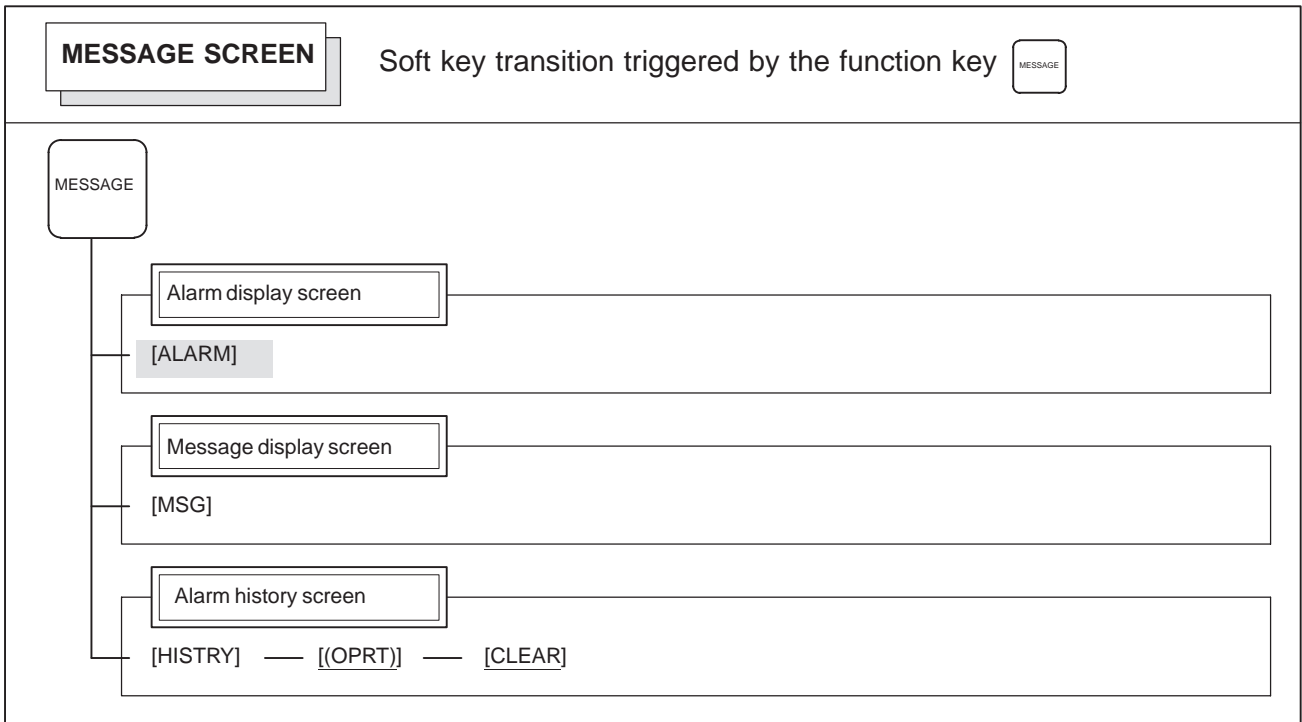 MESSAGE SCREEN
Soft key transition triggered by the function key MESSAGE
MESSAGE
Alarm display screen
[ALARM]
Message display screen
[MSG]
Alarm history screen
[HISTRY] [(OPRT)] [CLEAR]